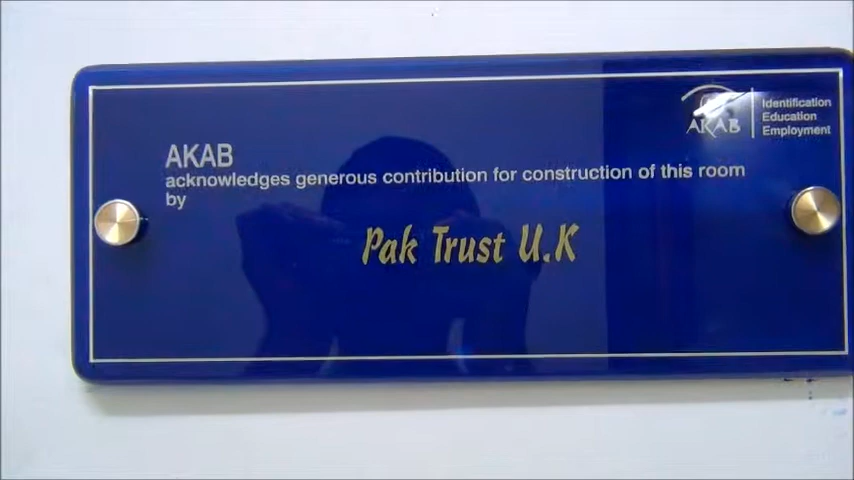 AKAB
Identification
Education
Employment
AKAB
acknowledges generous contribution for construction of this room
by
Pak Trust U.K